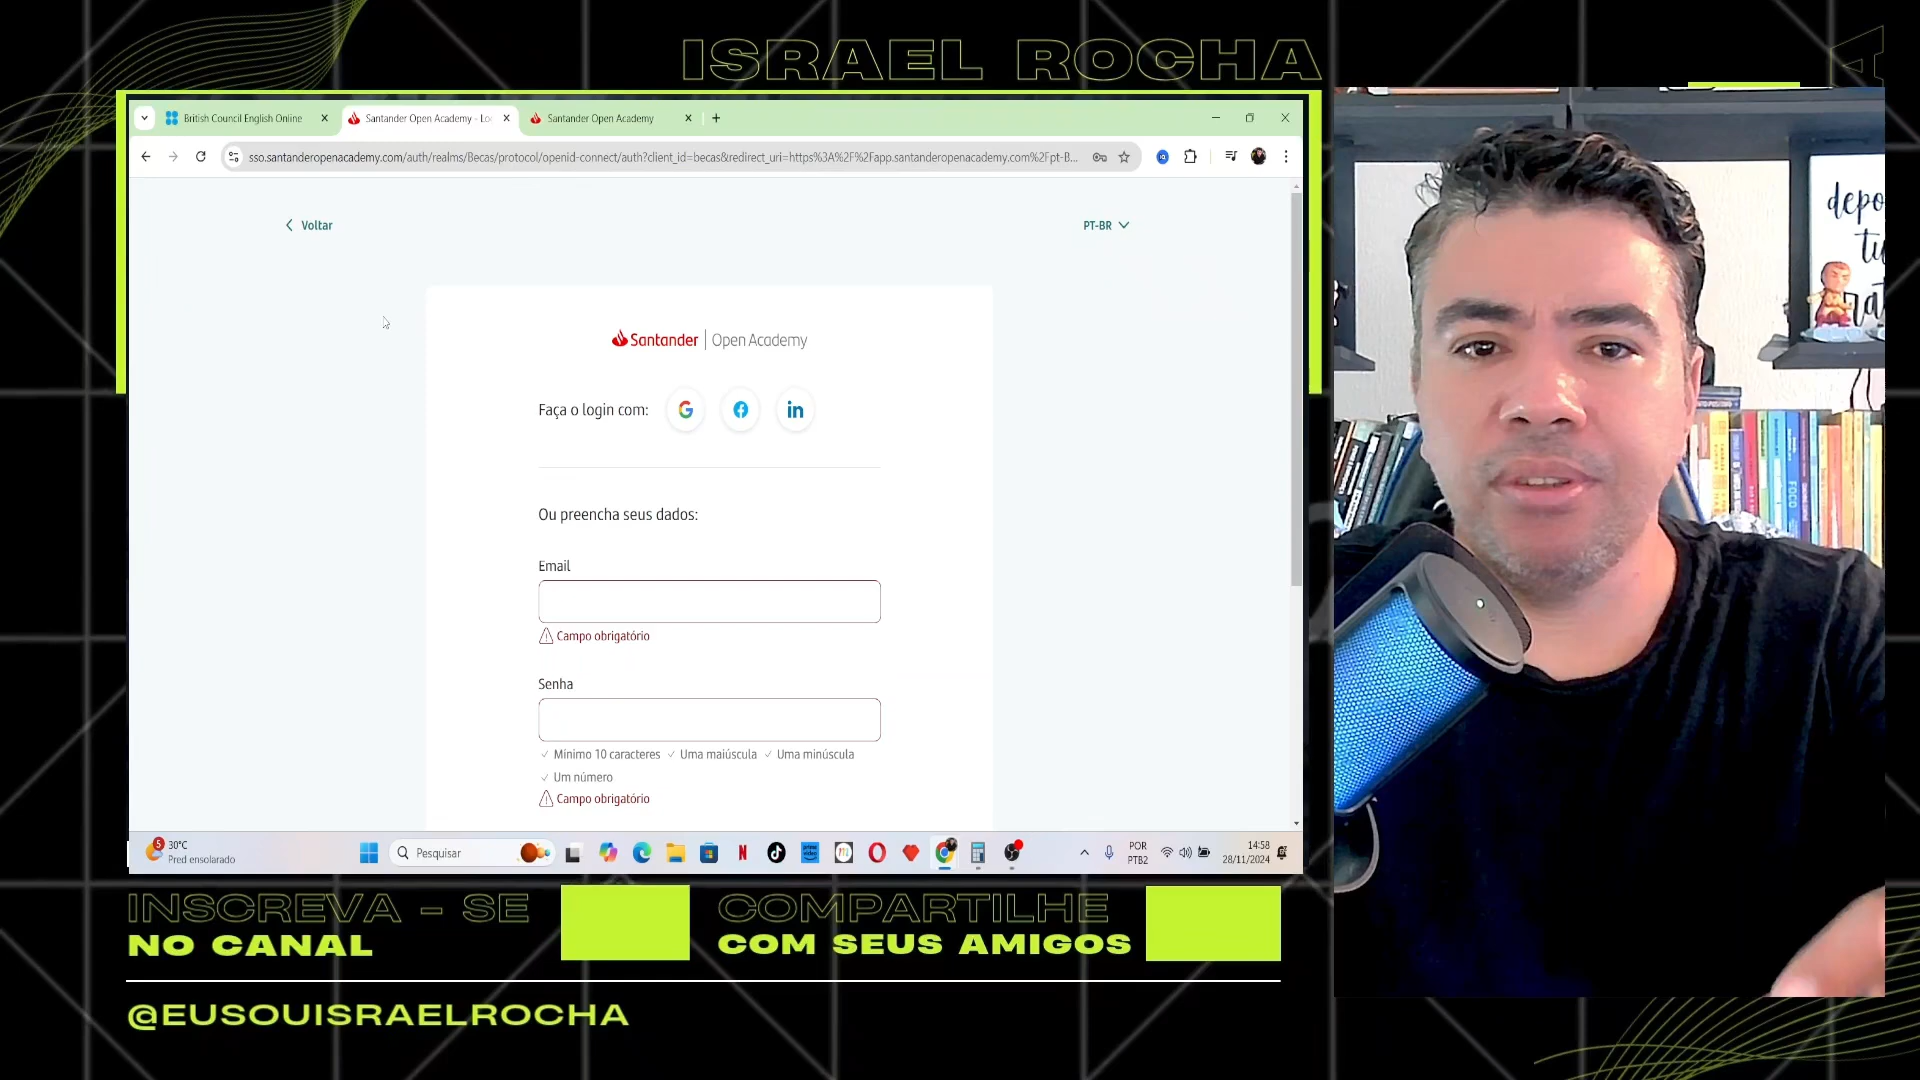 ISRAEL ROCHA
British Council English Online
Santander Open Academy - Lo
Santander Open Academy
sso.santanderopenacademy.com/auth/realms/Becas/protocol/openid-connect/auth?client_id=becas&redirect_uri=https%3A%2F%2Fapp.santanderopenacademy.com%2Fpt-B...
Voltar
PT-BR
Santander | Open Academy
Faça o login com:
Ou preencha seus dados:
Email
Campo obrigatório
Senha
Mínimo 10 caracteres
Uma maiúscula
Uma minúscula
Um número
Campo obrigatório
5
30°C
Pred ensolarado
Pesquisar
POR
PTB2
14:58
28/11/2024
depo
tu
FOCO
INSCREVA - SE
NO CANAL
COMPARTILHE
COM SEUS AMIGOS
@EUSOUISRAELROCHA